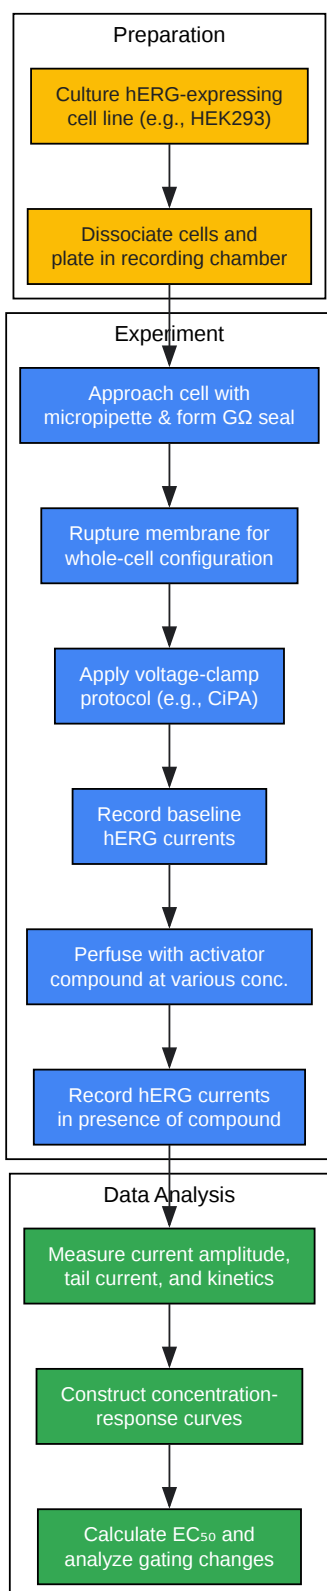 Preparation
Culture hERG-expressing
cell line (e.g., HEK293)
Dissociate cells and
plate in recording chamber
Experiment
Approach cell with
micropipette & form GΩ seal
Rupture membrane for
whole-cell configuration
Apply voltage-clamp
protocol (e.g., CiPA)
Record baseline
hERG currents
Perfuse with activator
compound at various conc.
Record hERG currents
in presence of compound
Data Analysis
Measure current amplitude,
tail current, and kinetics
Construct concentration-
response curves
Calculate EC₅₀ and
analyze gating changes